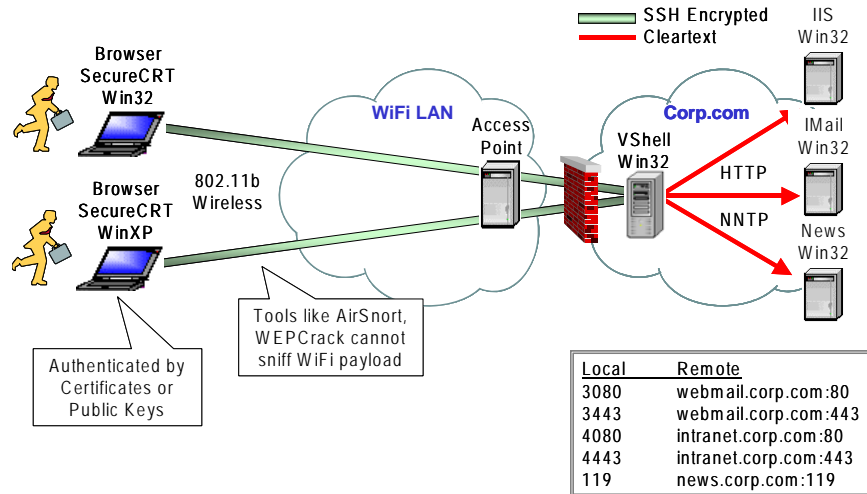 SSH Encrypted
Cleartext
IIS
Win32
Browser
SecureCRT
Win32
WiFi LAN
Access
Point
Corp.com
VShell
Win32
IMail
Win32
HTTP
NNTP
802.11b
Wireless
Browser
SecureCRT
WinXP
News
Win32
Tools like AirSnort,
WEPCrack cannot
sniff WiFi payload
Authenticated by
Certificates or
Public Keys
Local Remote
3080 webmail.corp.com:80
3443 webmail.corp.com:443
4080 intranet.corp.com:80
4443 intranet.corp.com:443
119 news.corp.com:119